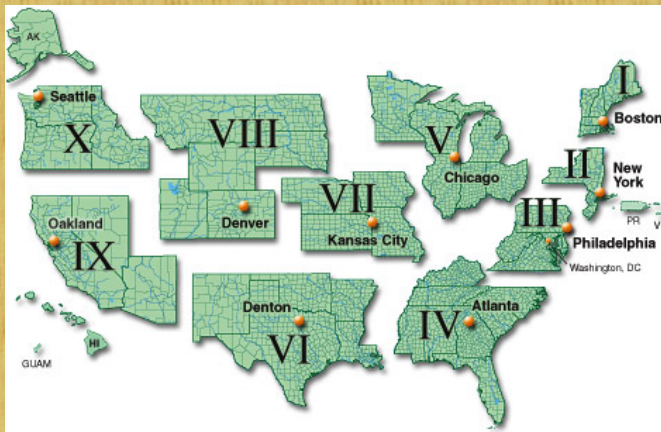 AK
Seattle
X
VIII
V
I
Boston
II
New
York
Chicago
VII
Denver
Kansas City
III
PR
V
Philadelphia
Washington, DC
Oakland
IX
Denton
VI
Atlanta
IV
HI
GUAM